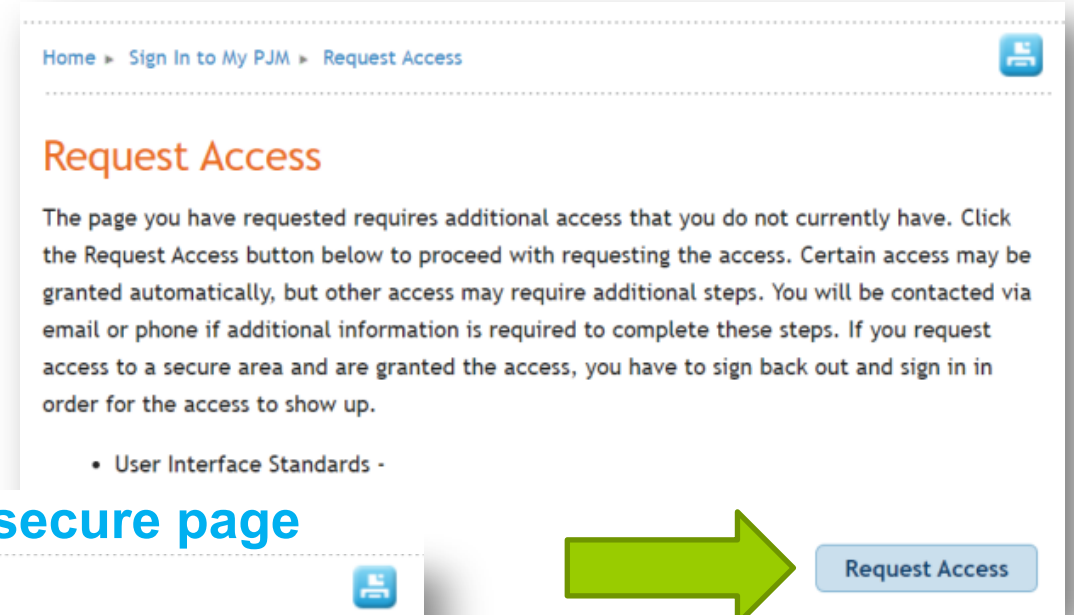 Home ▸ Sign In to My PJM ▸ Request Access
Request Access
The page you have requested requires additional access that you do not currently have. Click
the Request Access button below to proceed with requesting the access. Certain access may be
granted automatically, but other access may require additional steps. You will be contacted via
email or phone if additional information is required to complete these steps. If you request
access to a secure area and are granted the access, you have to sign back out and sign in in
order for the access to show up.
• User Interface Standards -
secure page
Request Access